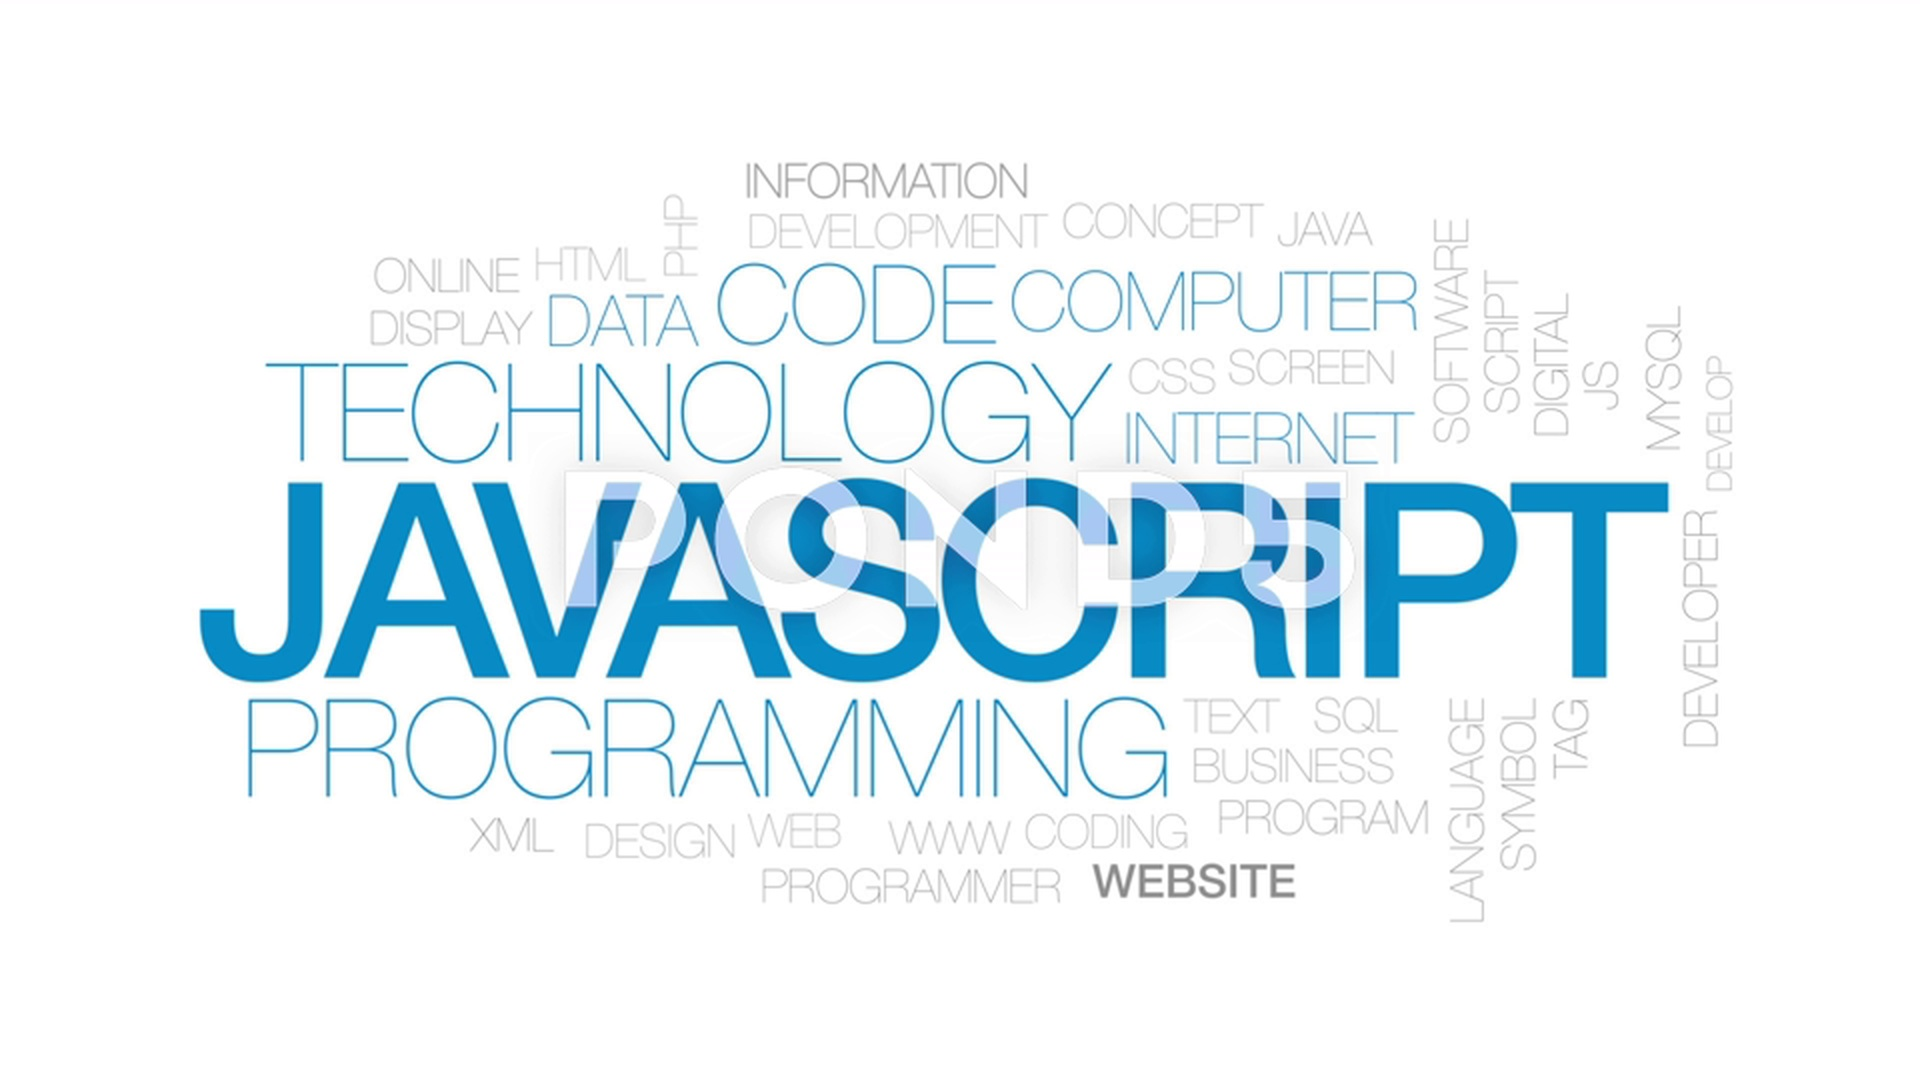 INFORMATION
PHP
DEVELOPMENT CONCEPT JAVA
ONLINE HTML
DISPLAY DATA CODE COMPUTER
SOFTWARE
SCRIPT
DIGITAL
JS
MYSQL
DEVELOP
TECHNOLOGY CSS SCREEN
INTERNET
JAVASCRIPT
POND5
DEVELOPER
PROGRAMMING TEXT SQL
BUSINESS
LANGUAGE
SYMBOL
TAG
XML DESIGN WEB WWW CODING PROGRAM
PROGRAMMER WEBSITE